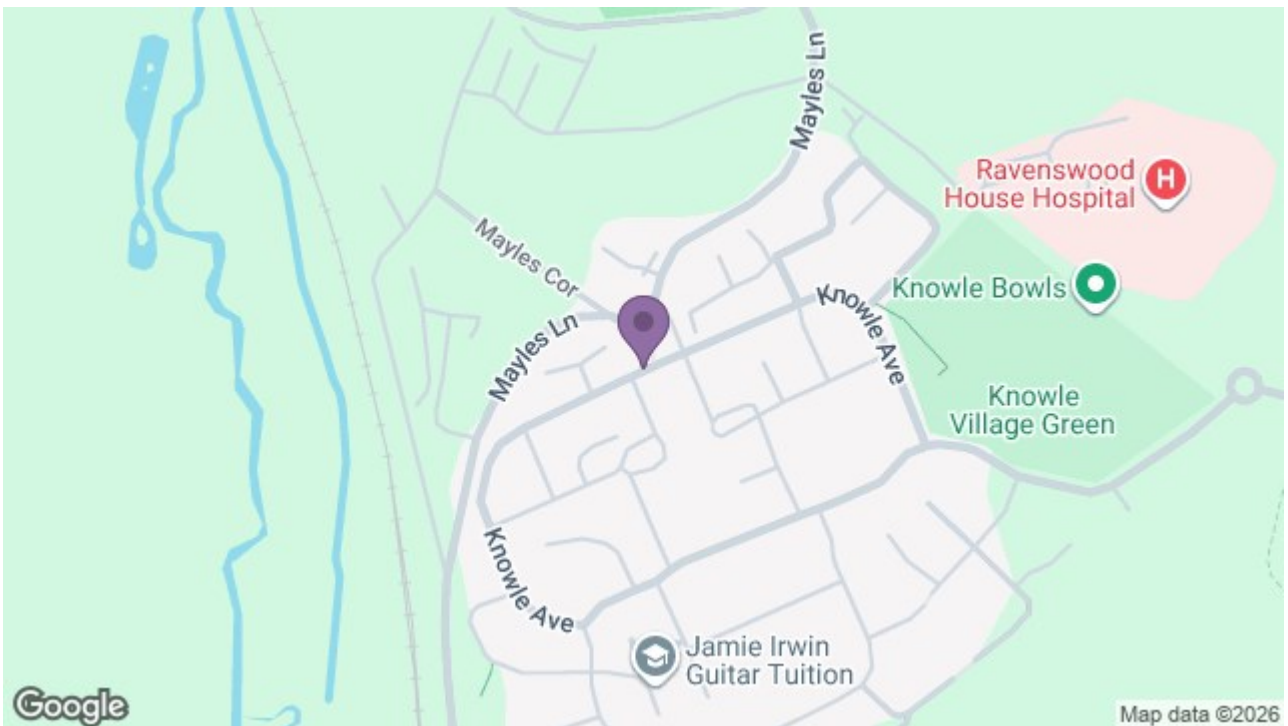 Mayles Ln
Ravenswood
House Hospital
H
Mayles Cor
Knowle Bowls
Knowle Ave
Mayles Ln
Knowle
Village Green
Knowle Ave
Jamie Irwin
Guitar Tuition
Google
Map data ©2026